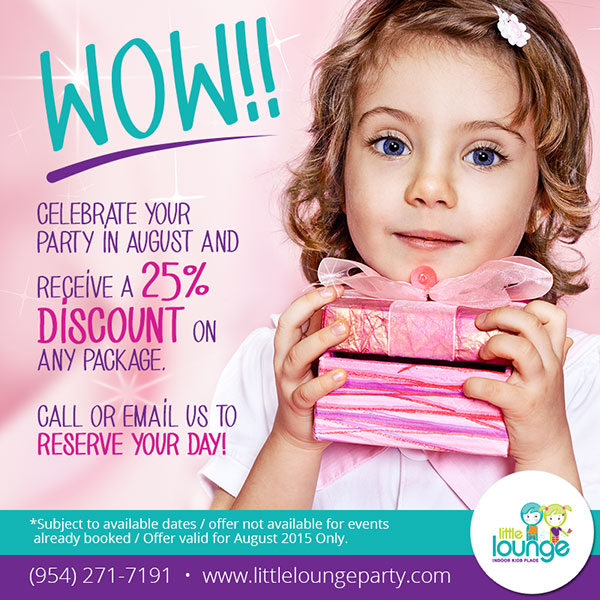 WOW!!
CELEBRATE YOUR
PARTY IN AUGUST AND
RECEIVE A 25%
DISCOUNT ON
ANY PACKAGE.
CALL OR EMAIL US TO
RESERVE YOUR DAY!
*Subject to available dates / offer not available for events
already booked / Offer valid for August 2015 Only.
little
lounge
INDOOR KIDS PLACE
(954) 271-7191 • www.littleloungeparty.com